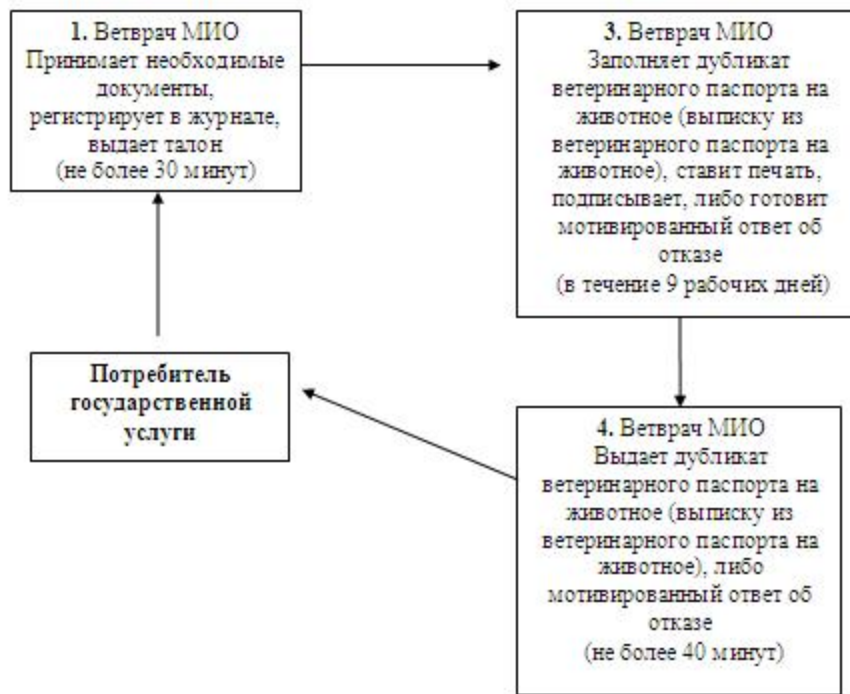 1. Ветврач МИО
Принимает необходимые
документы,
регистрирует в журнале,
выдает талон
(не более 30 минут)
3. Ветврач МИО
Заполняет дубликат
ветеринарного паспорта на
животное (выписку из
ветеринарного паспорта на
животное), ставит печать,
подписывает, либо готовит
мотивированный ответ об
отказе
(в течение 9 рабочих дней)
Потребитель
государственной
услуги
4. Ветврач МИО
Выдает дубликат
ветеринарного паспорта на
животное (выписку из
ветеринарного паспорта на
животное), либо
мотивированный ответ об
отказе
(не более 40 минут)